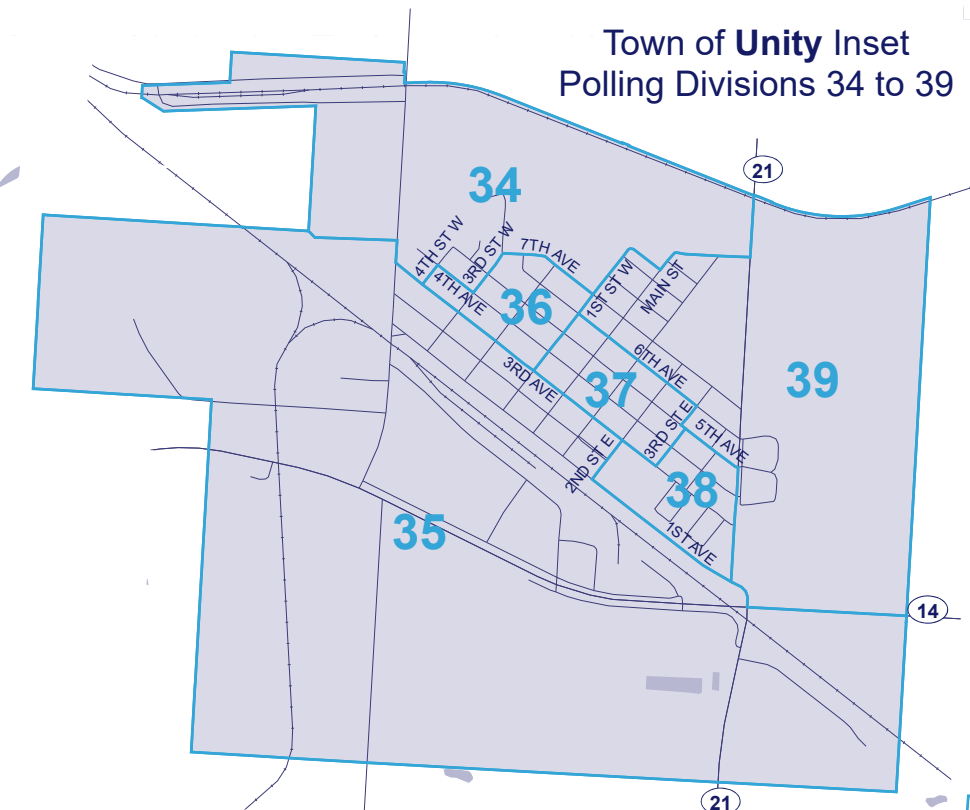 Town of Unity Inset
Polling Divisions 34 to 39
21
34
4TH ST W
3RD ST W
7TH AVE
4TH AVE
1ST ST W
MAIN ST
36
6TH AVE
3RD AVE
37
39
3RD ST E
5TH AVE
2ND ST E
38
35
1ST AVE
14
21